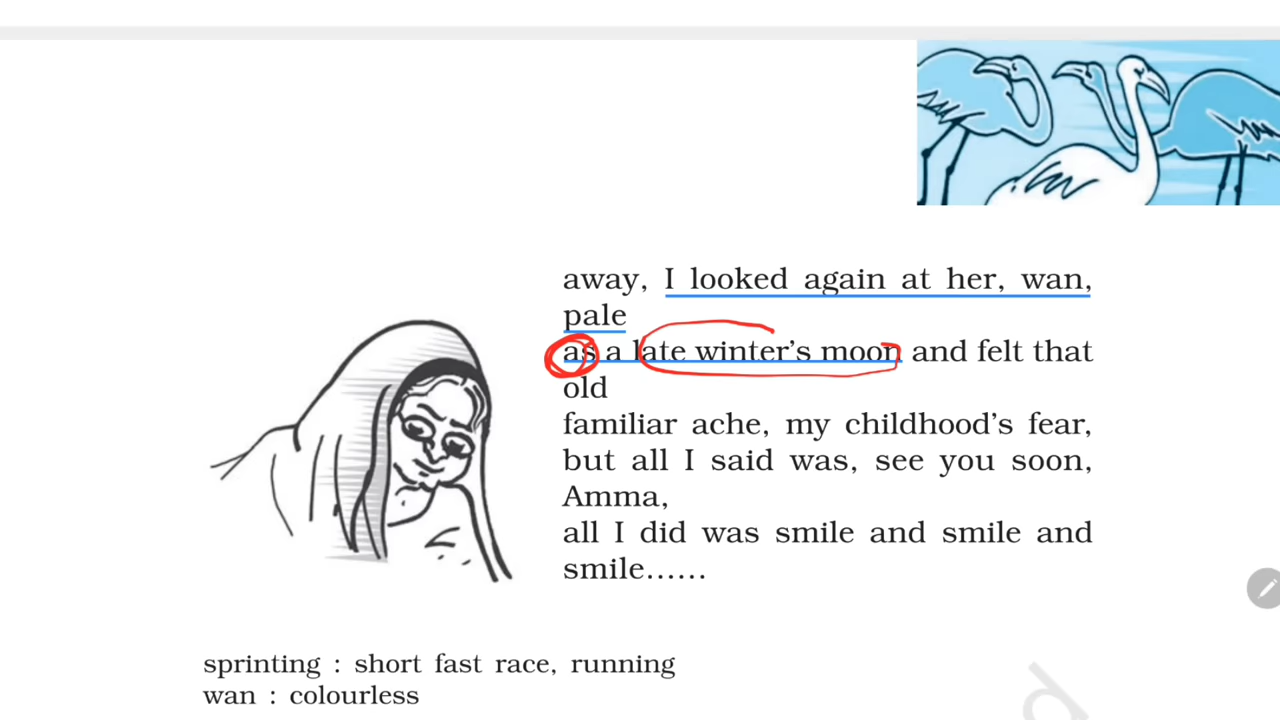 away, I looked again at her, wan,
pale
as a late winter's moon and felt that
old
familiar ache, my childhood's fear,
but all I said was, see you soon,
Amma,
all I did was smile and smile and
smile......
sprinting : short fast race, running
wan : colourless